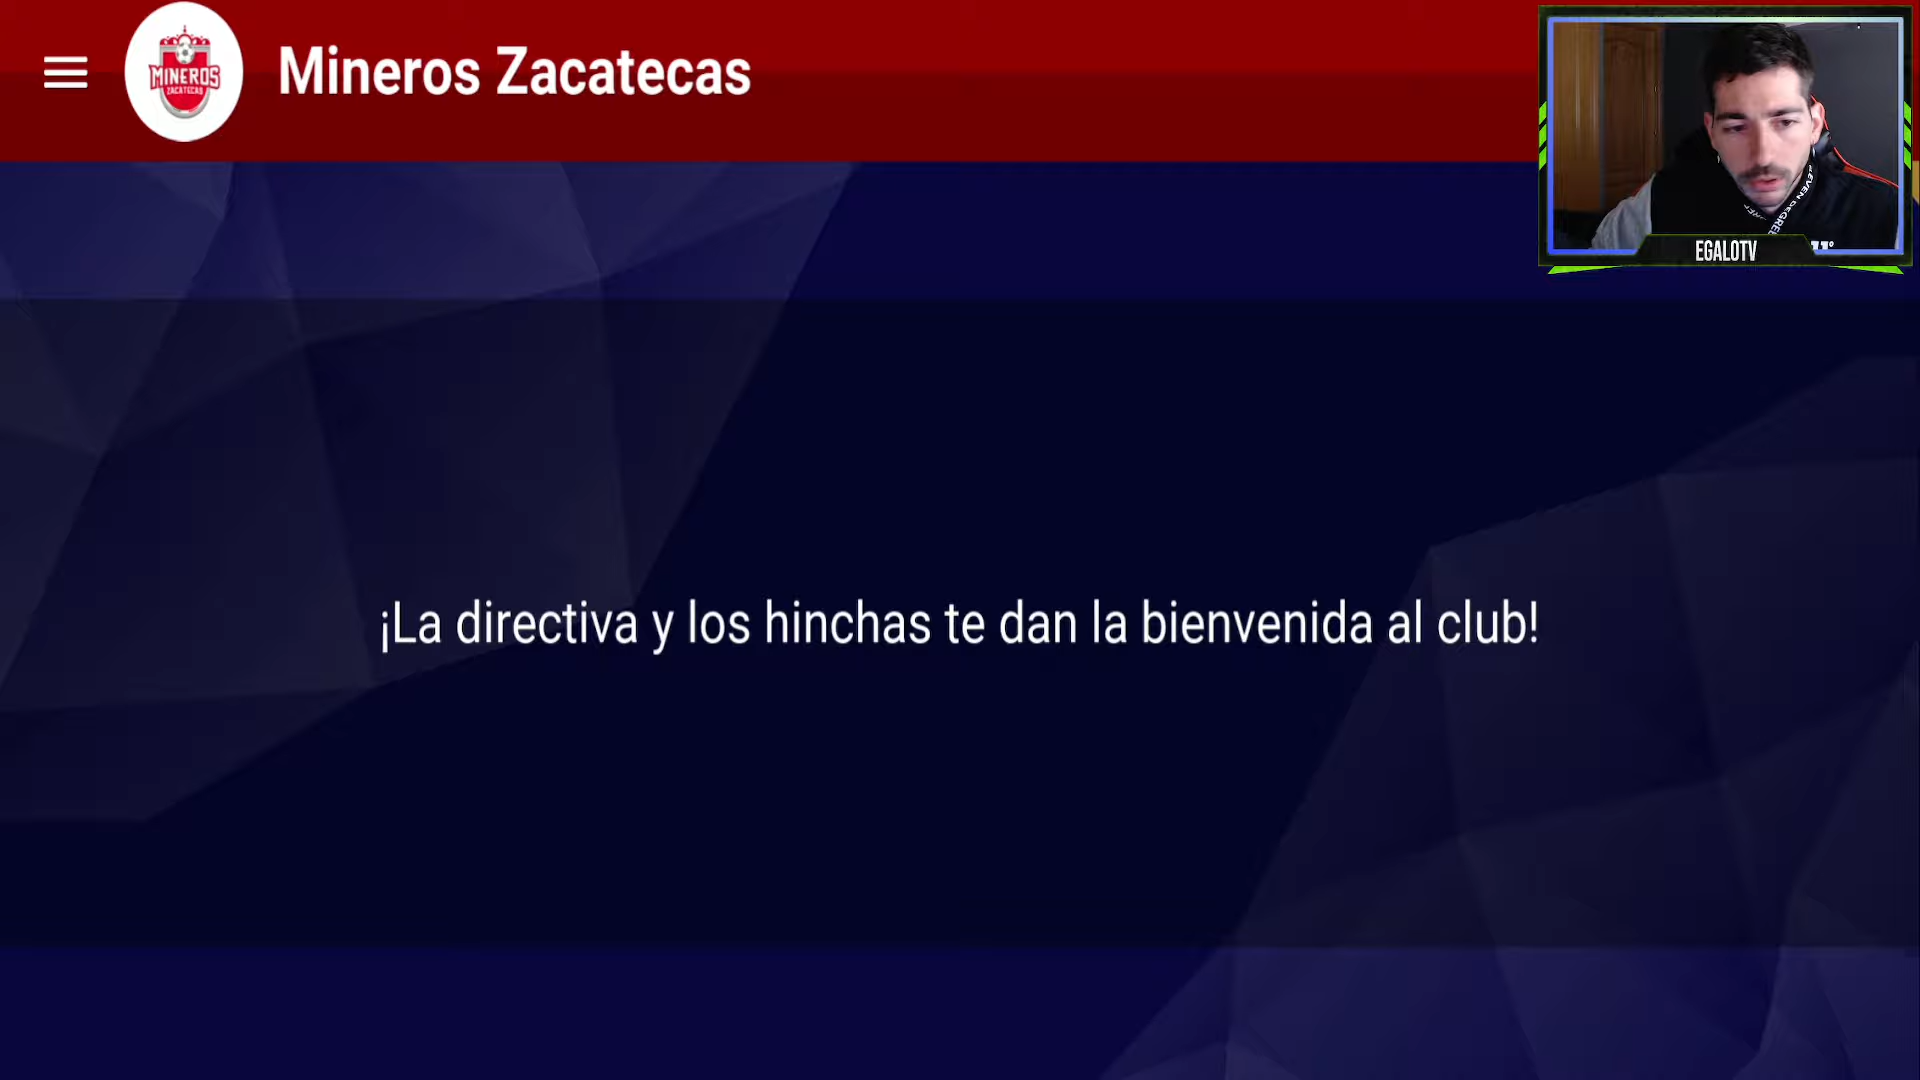 MINEROS
ZACATECAS
Mineros Zacatecas
EGALOTV
¡La directiva y los hinchas te dan la bienvenida al club!